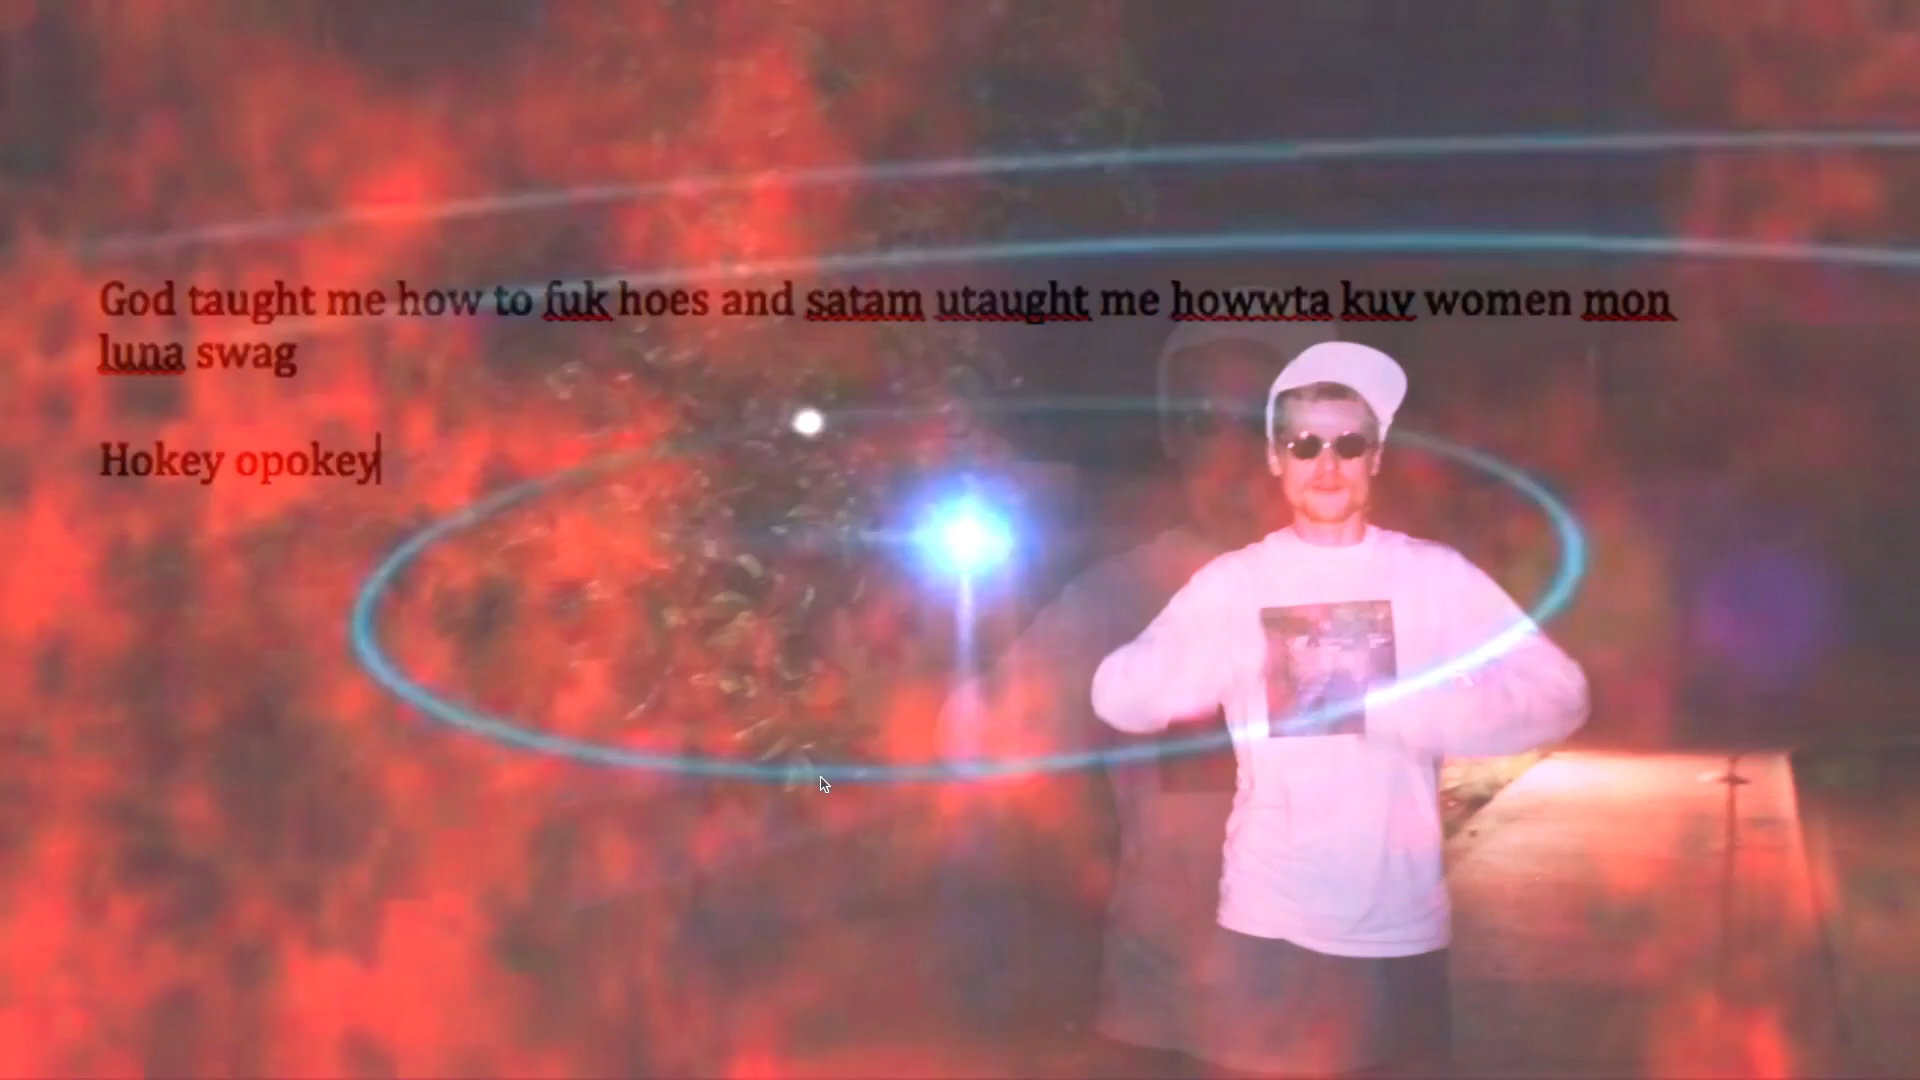 God taught me how to fuk hoes and satam utaught me howwta kuv women mon
luna swag
Hokey opokey